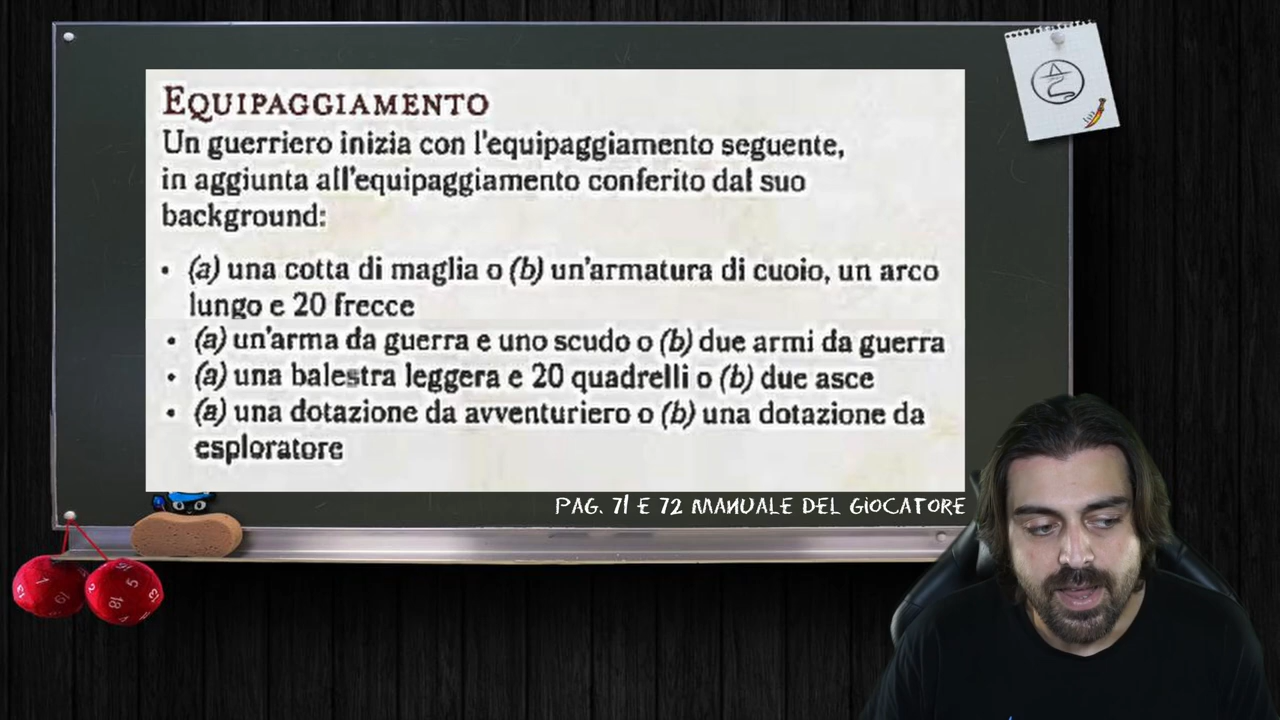 EQUIPAGGIAMENTO
Un guerriero inizia con l'equipaggiamento seguente,
in aggiunta all'equipaggiamento conferito dal suo
background:
• (a) una cotta di maglia o (b) un'armatura di cuoio, un arco
lungo e 20 frecce
• (a) un'arma da guerra e uno scudo o (b) due armi da guerra
• (a) una balestra leggera e 20 quadrelli o (b) due asce
• (a) una dotazione da avventuriero o (b) una dotazione da
esploratore
PAG. 71 E 72 MANUALE DEL GIOCATORE